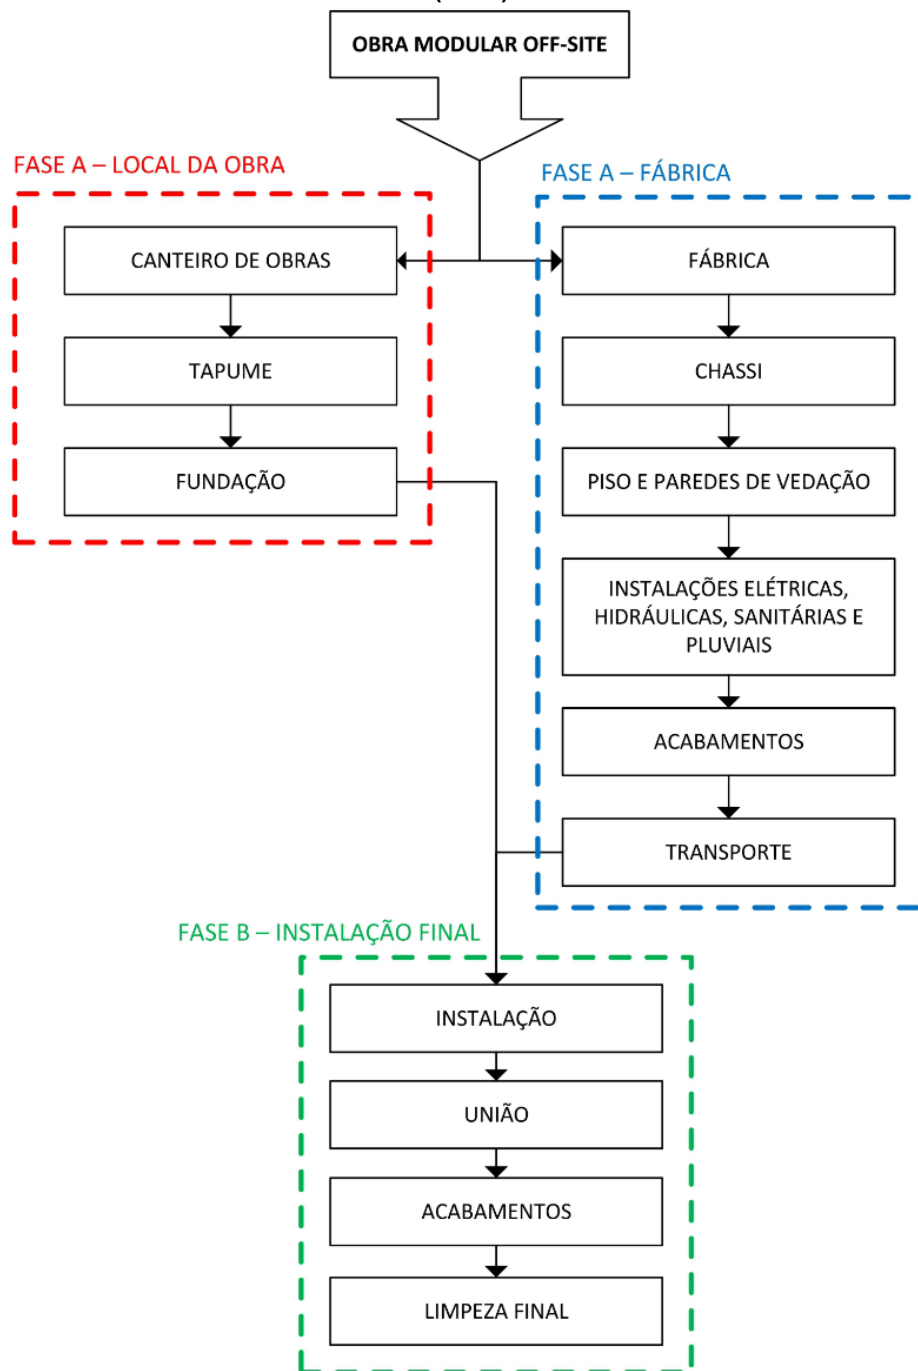 OBRA MODULAR OFF-SITE
FASE A – LOCAL DA OBRA
CANTEIRO DE OBRAS
TAPUME
FUNDAÇÃO
FASE A – FÁBRICA
FÁBRICA
CHASSI
PISO E PAREDES DE VEDAÇÃO
INSTALAÇÕES ELÉTRICAS,
HIDRÁULICAS, SANITÁRIAS E
PLUVIAIS
ACABAMENTOS
TRANSPORTE
FASE B – INSTALAÇÃO FINAL
INSTALAÇÃO
UNIÃO
ACABAMENTOS
LIMPEZA FINAL